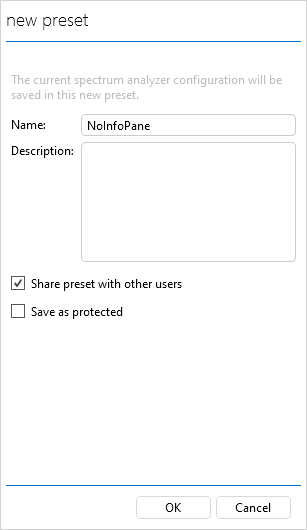 new preset
The current spectrum analyzer configuration will be
saved in this new preset.
Name: NoInfoPane
Description:
Share preset with other users
Save as protected
OK Cancel